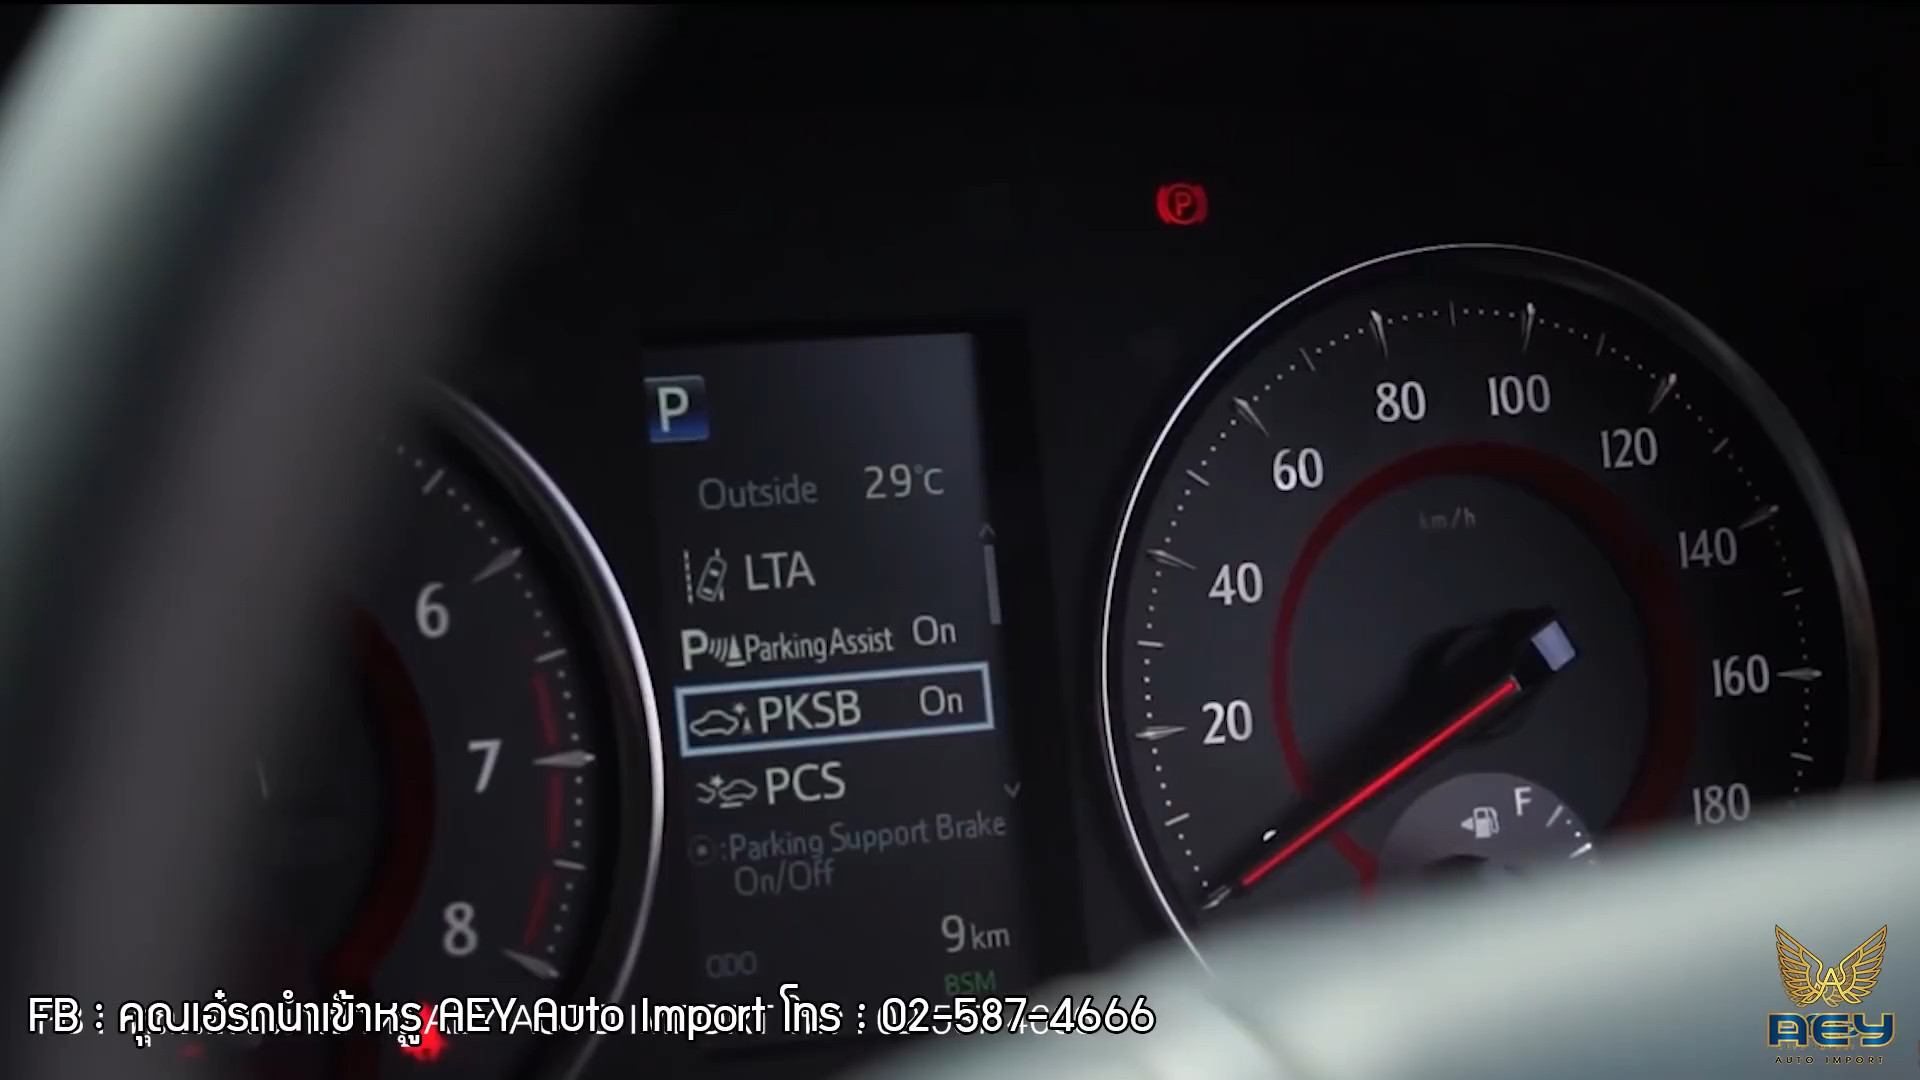 P
Outside 29°C
LTA
P Parking Assist On
PKSB On
PCS
:Parking Support Brake
On/Off
ODO 9 km
BSM
6
7
8
P
20
40
60
80
100
120
140
160
180
km/h
F
FB : คุณเอ๋รถนำเข้าหรู AEY Auto Import โทร : 02-587-4666
AEY
AUTO IMPORT